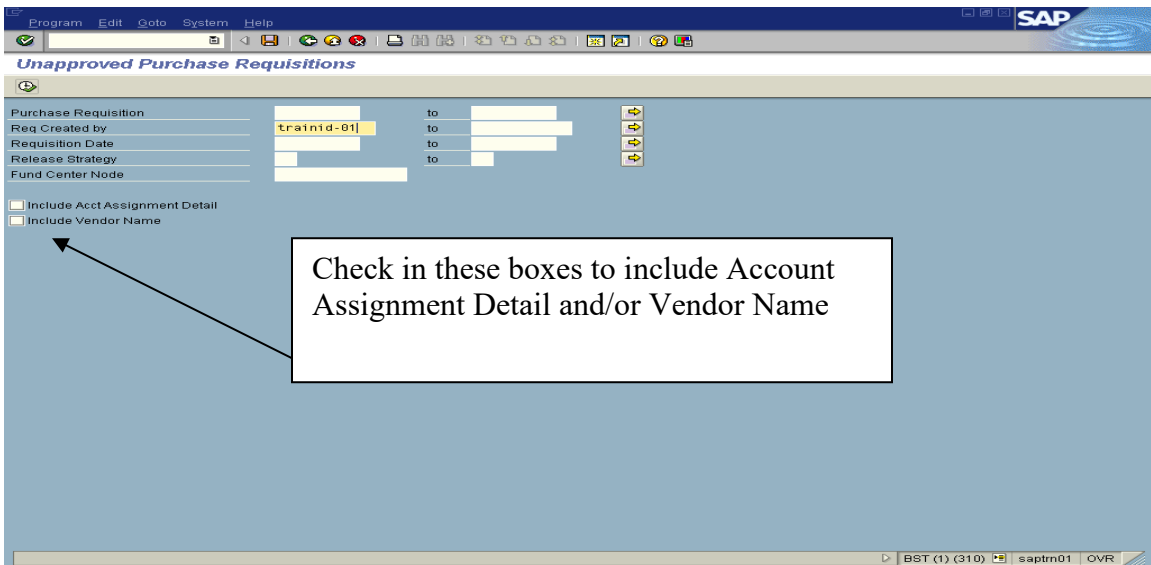 Program Edit Goto System Help
SAP
Unapproved Purchase Requisitions
Purchase Requisition to
Req Created by trainid-01 to
Requisition Date to
Release Strategy to
Fund Center Node
Include Acct Assignment Detail
Include Vendor Name
Check in these boxes to include Account
Assignment Detail and/or Vendor Name
BST (1) (310) saptrn01 OVR